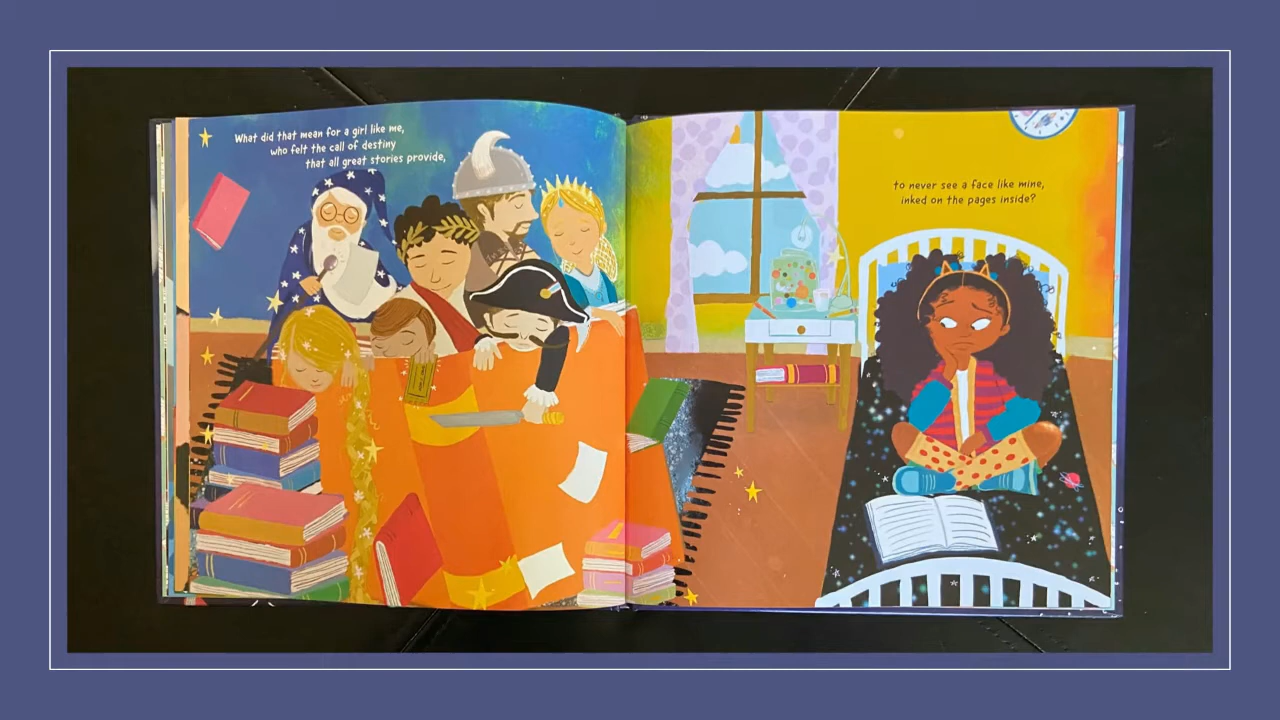 What did that mean for a girl like me,
who felt the call of destiny
that all great stories provide,
to never see a face like mine,
inked on the pages inside?